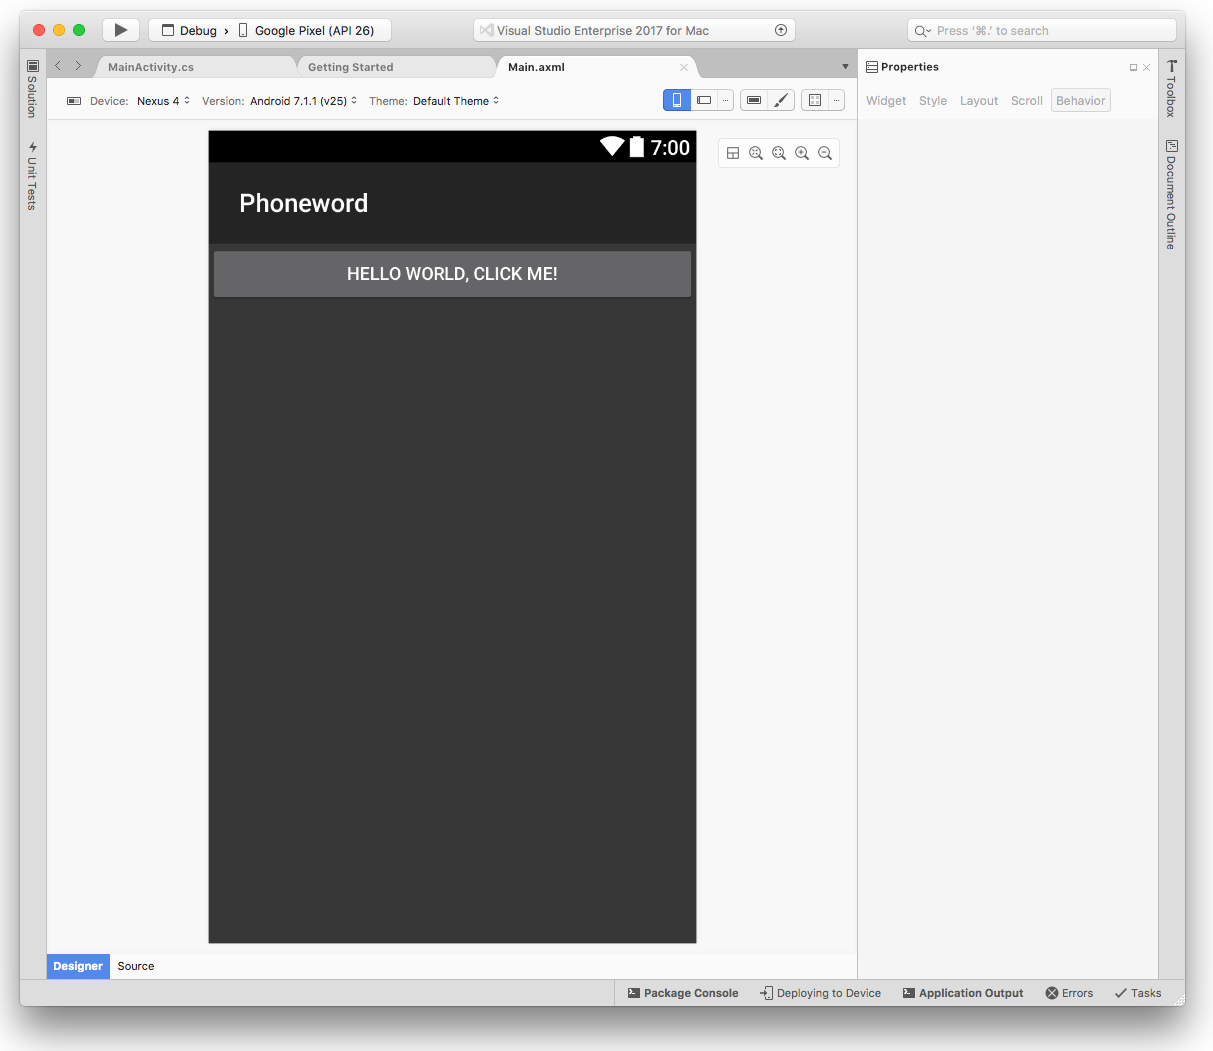 Debug › Google Pixel (API 26)
Visual Studio Enterprise 2017 for Mac
Press '⌘.' to search
Solution
Unit Tests
MainActivity.cs
Getting Started
Main.axml
Device: Nexus 4
Version: Android 7.1.1 (v25)
Theme: Default Theme
7:00
Phoneword
HELLO WORLD, CLICK ME!
Properties
Widget Style Layout Scroll Behavior
Toolbox
Document Outline
Designer Source
Package Console Deploying to Device Application Output Errors Tasks